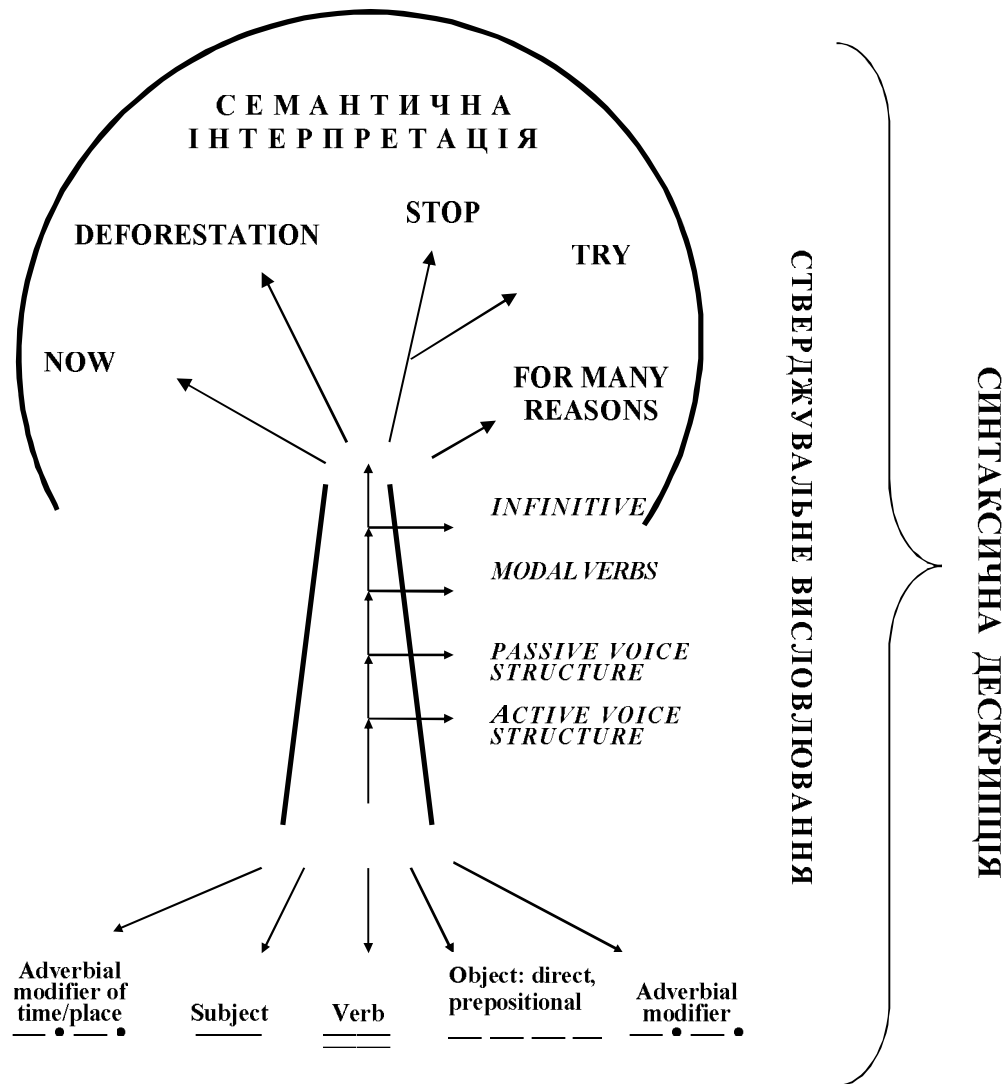 СЕМАНТИЧНА
ІНТЕРПРЕТАЦІЯ
STOP
DEFORESTATION
TRY
NOW
FOR MANY
REASONS
INFINITIVE
MODAL VERBS
PASSIVE VOICE
STRUCTURE
ACTIVE VOICE
STRUCTURE
Adverbial
modifier of
time/place
Subject
Verb
Object: direct,
prepositional
Adverbial
modifier
СТВЕРДЖУВАЛЬНЕ ВИСЛОВЛЮВАННЯ
СИНТАКСИЧНА ДЕСКРИПЦІЯ